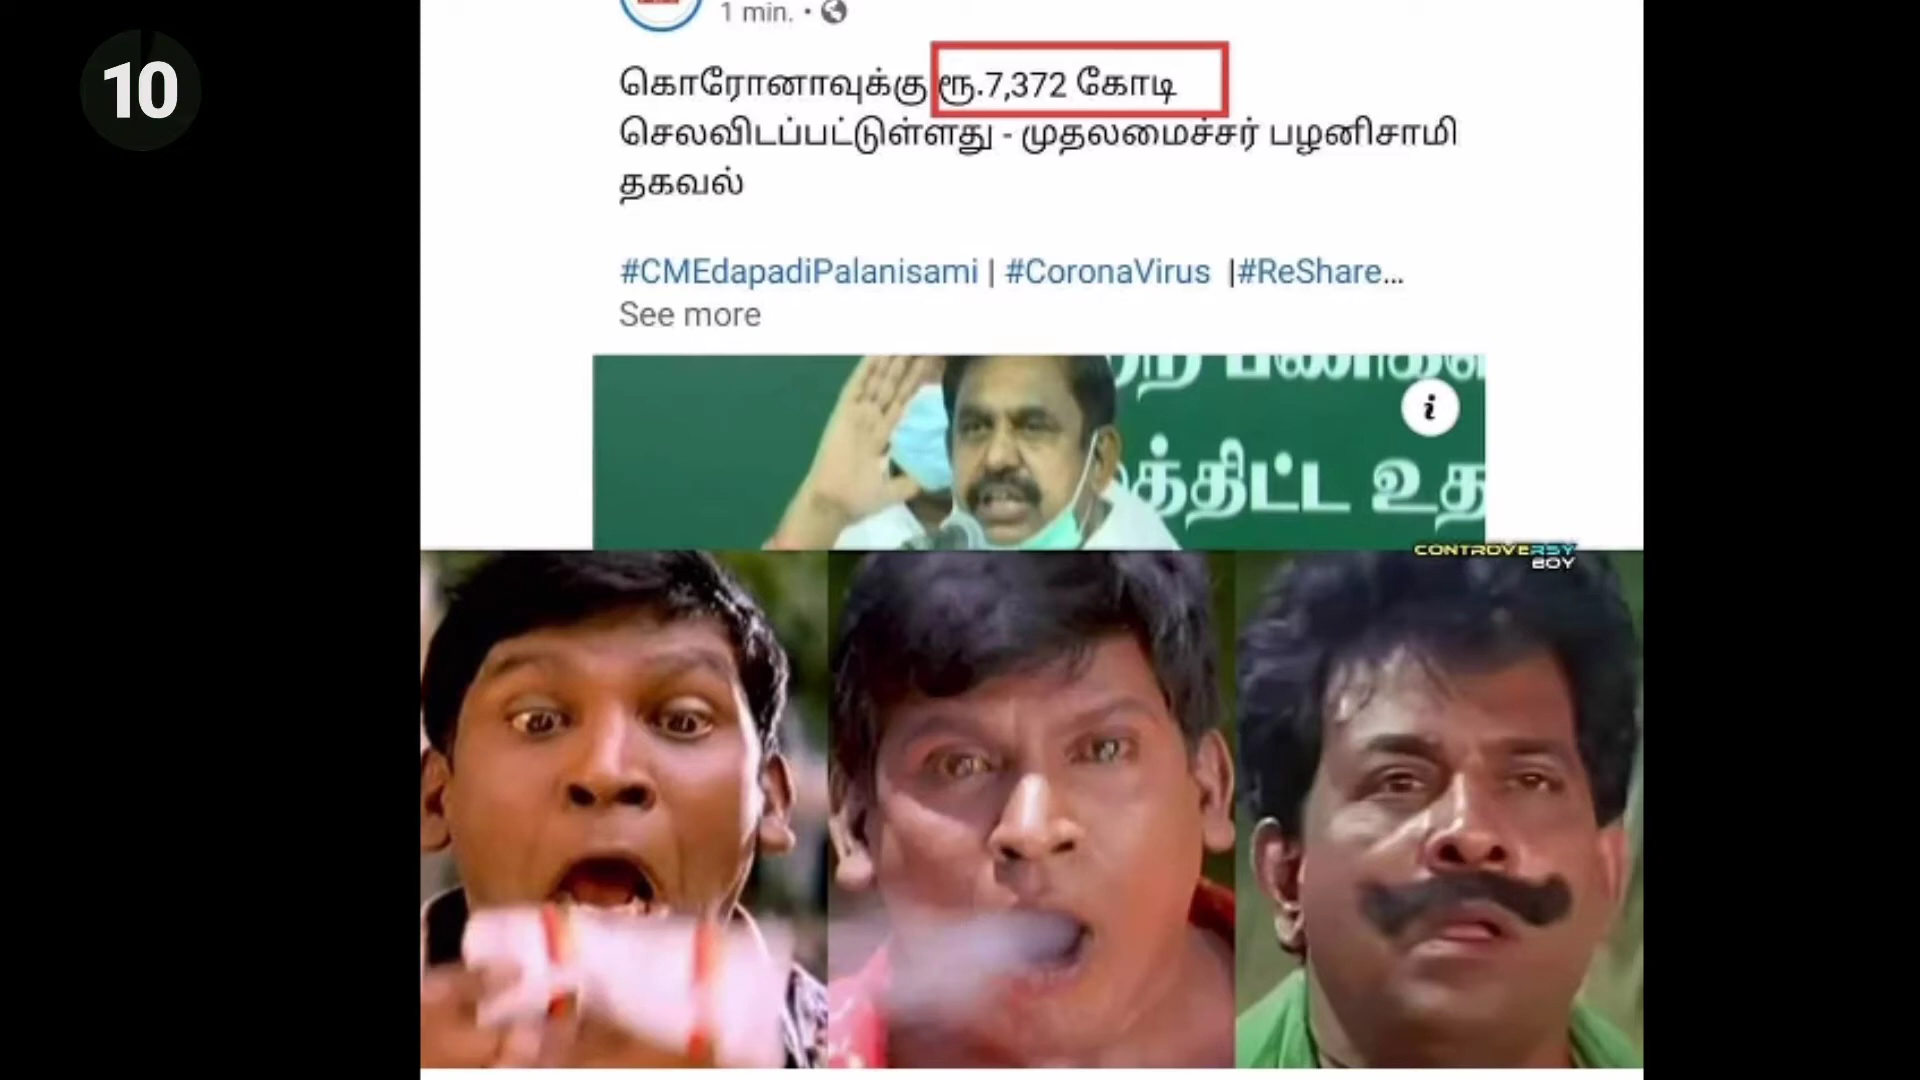 10
1 min.
கொரோனாவுக்கு ரூ.7,372 கோடி
செலவிடப்பட்டுள்ளது - முதலமைச்சர் பழனிசாமி
தகவல்
#CMEdapadiPalanisami | #CoronaVirus |#ReShare...
See more
CONTROVERSY
BOY